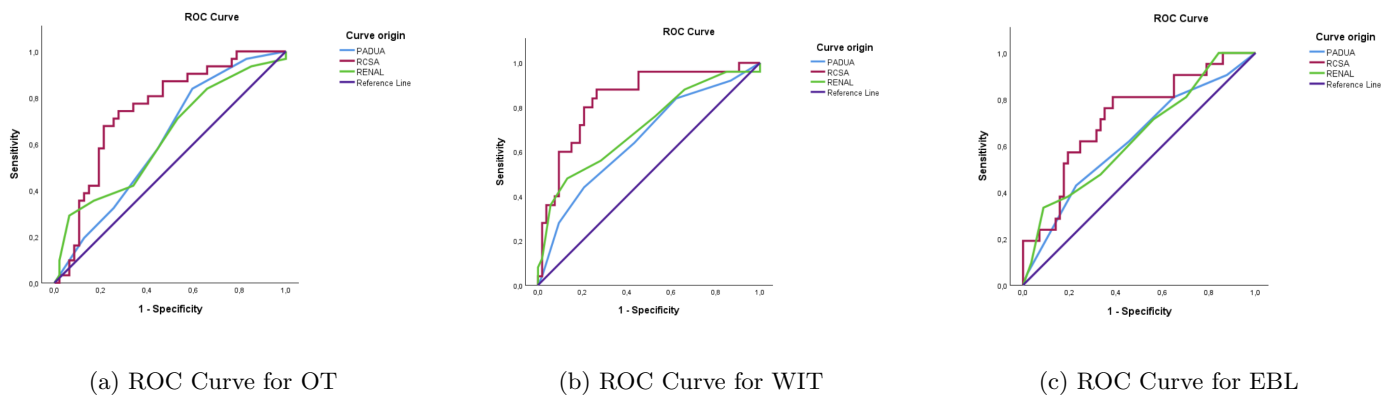 ROC Curve
Curve origin
PADUA
RCSA
RENAL
Reference Line
Sensitivity
1,0
0,8
0,6
0,4
0,2
0,0
0,0 0,2 0,4 0,6 0,8 1,0
1 - Specificity
(a) ROC Curve for OT
ROC Curve
Curve origin
PADUA
RCSA
RENAL
Reference Line
Sensitivity
1,0
0,8
0,6
0,4
0,2
0,0
0,0 0,2 0,4 0,6 0,8 1,0
1 - Specificity
(b) ROC Curve for WIT
ROC Curve
Curve origin
PADUA
RCSA
RENAL
Reference Line
Sensitivity
1,0
0,8
0,6
0,4
0,2
0,0
0,0 0,2 0,4 0,6 0,8 1,0
1 - Specificity
(c) ROC Curve for EBL